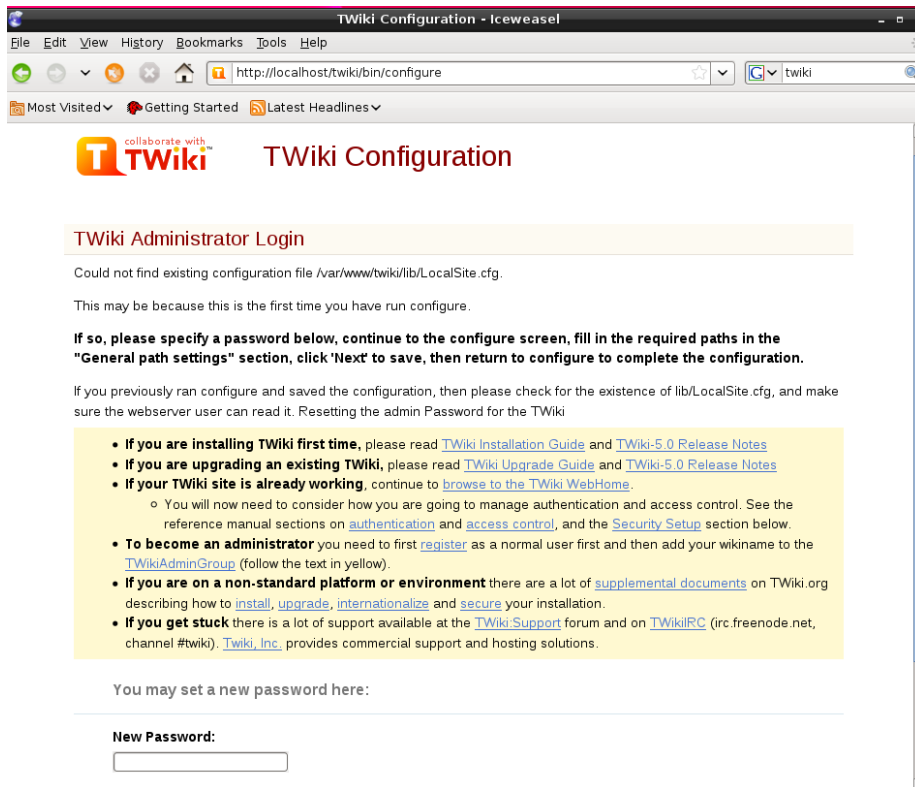 TWiki Configuration - Iceweasel
File Edit View History Bookmarks Tools Help
http://localhost/twiki/bin/configure
G
twiki
Most Visited Getting Started Latest Headlines
T
collaborate with
TWiki™
TWiki Configuration
TWiki Administrator Login
Could not find existing configuration file /var/www/twiki/lib/LocalSite.cfg.
This may be because this is the first time you have run configure.
If so, please specify a password below, continue to the configure screen, fill in the required paths in the
"General path settings" section, click 'Next' to save, then return to configure to complete the configuration.
If you previously ran configure and saved the configuration, then please check for the existence of lib/LocalSite.cfg, and make
sure the webserver user can read it. Resetting the admin Password for the TWiki
• If you are installing TWiki first time, please read TWiki Installation Guide and TWiki-5.0 Release Notes
• If you are upgrading an existing TWiki, please read TWiki Upgrade Guide and TWiki-5.0 Release Notes
• If your TWiki site is already working, continue to browse to the TWiki WebHome.
○ You will now need to consider how you are going to manage authentication and access control. See the
reference manual sections on authentication and access control, and the Security Setup section below.
• To become an administrator you need to first register as a normal user first and then add your wikiname to the
TWikiAdminGroup (follow the text in yellow).
• If you are on a non-standard platform or environment there are a lot of supplemental documents on TWiki.org
describing how to install, upgrade, internationalize and secure your installation.
• If you get stuck there is a lot of support available at the TWiki:Support forum and on TWikiIRC (irc.freenode.net,
channel #twiki). Twiki, Inc. provides commercial support and hosting solutions.
You may set a new password here:
New Password: